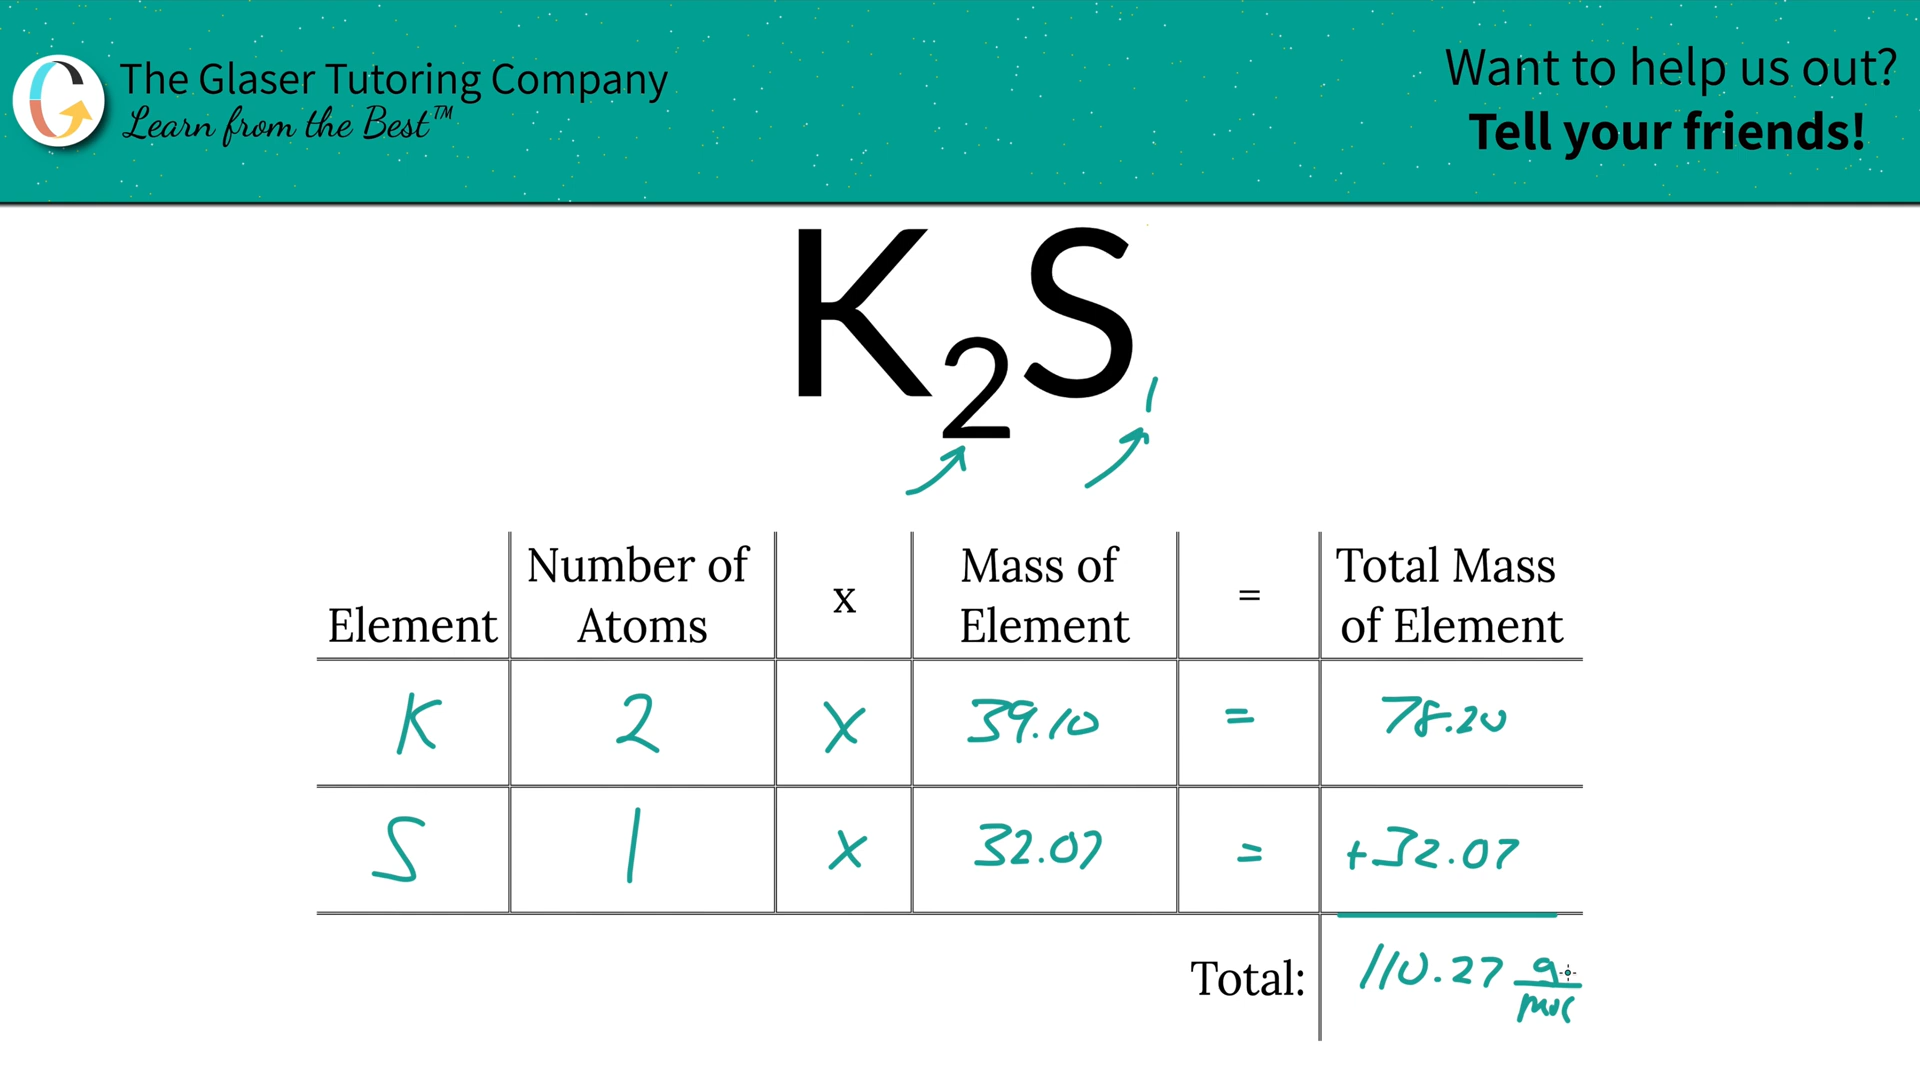 The Glaser Tutoring Company
Learn from the Best™
Want to help us out?
Tell your friends!
K₂S
1
Element | Number of Atoms | x | Mass of Element | = | Total Mass of Element
K | 2 | x | 39.10 | = | 78.20
S | 1 | x | 32.07 | = | +32.07
Total: | 110.27 g/mol